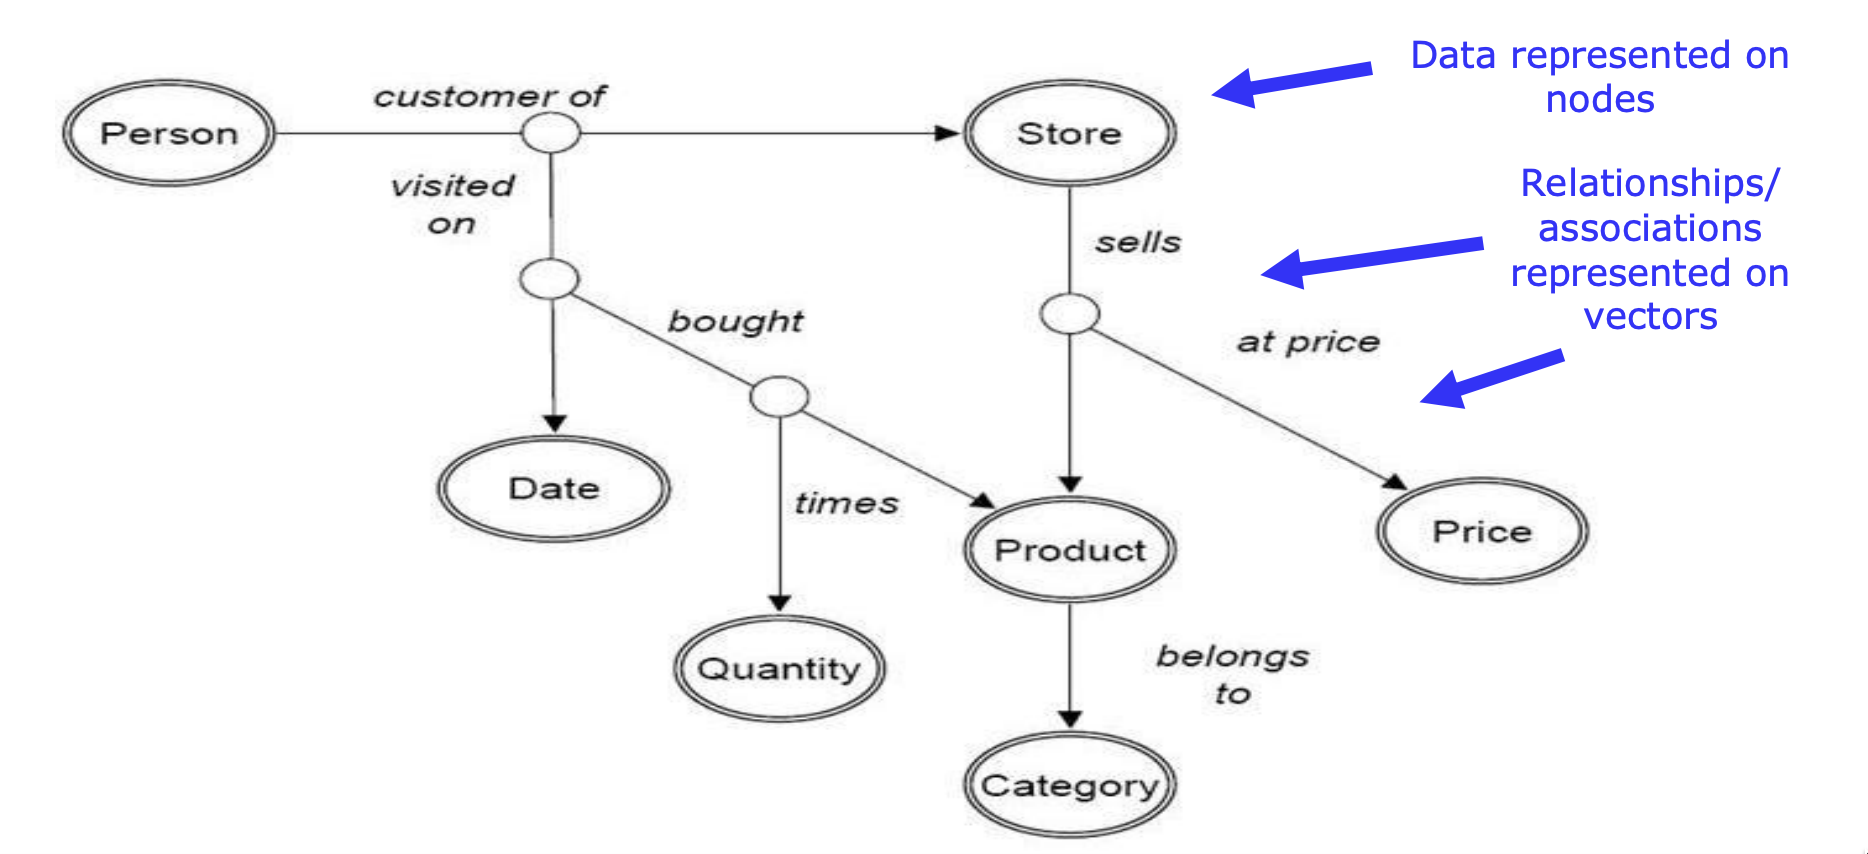 Data represented on
nodes
customer of
Person
Store
visited
on
Relationships/
associations
represented on
vectors
sells
bought
at price
Date
times
Product
Price
Quantity
belongs
to
Category